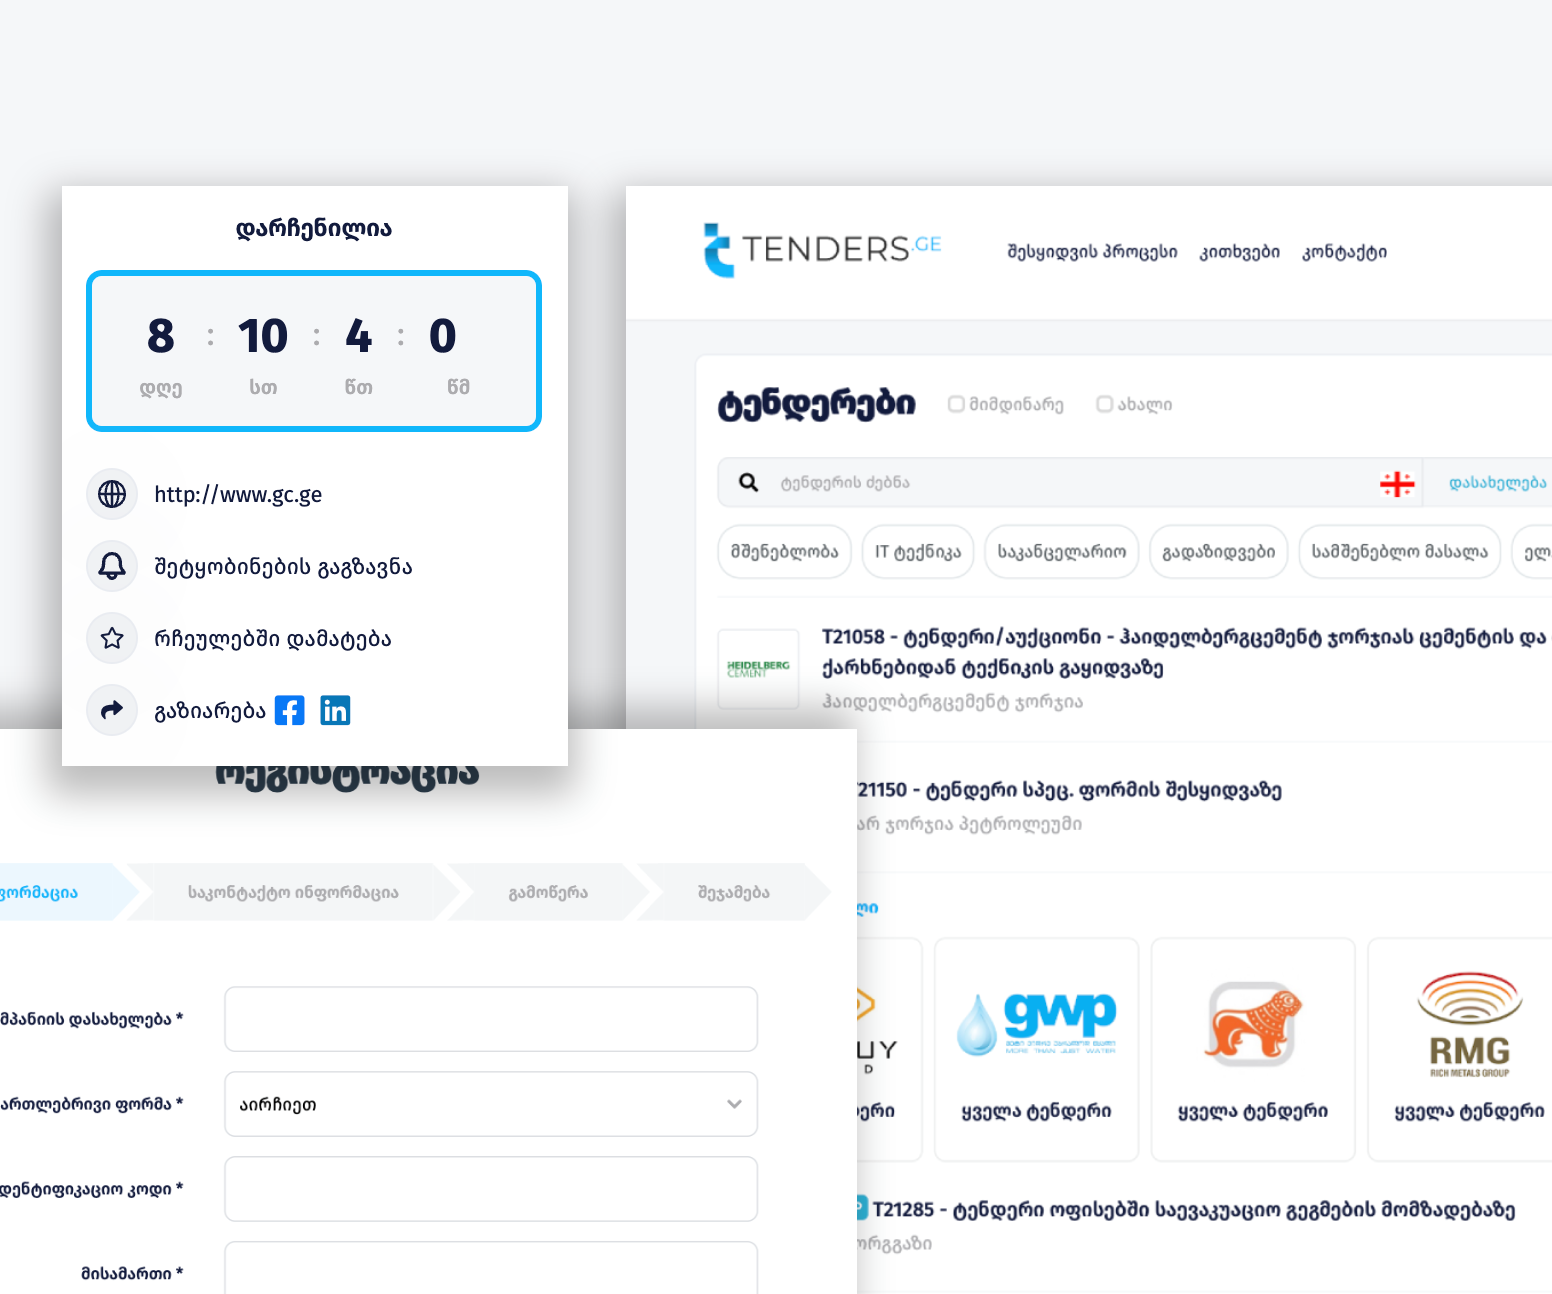 დარჩენილია
8 : 10 : 4 : 0
დღე სთ წთ წმ
http://www.gc.ge
შეტყობინების გაგზავნა
რჩეულებში დამატება
გაზიარება
TENDERS.GE
შესყიდვის პროცესი კითხვები კონტაქტი
ტენდერები მიმდინარე ახალი
ტენდერის ძებნა დასახელება
მშენებლობა IT ტექნიკა საკანცელარიო გადაზიდვები სამშენებლო მასალა ელ
HEIDELBERG
CEMENT
T21058 - ტენდერი/აუქციონი - ჰაიდელბერგცემენტ ჯორჯიას ცემენტის და
ქარხნებიდან ტექნიკის გაყიდვაზე
ჰაიდელბერგცემენტ ჯორჯია
21150 - ტენდერი სპეც. ფორმის შესყიდვაზე
არ ჯორჯია პეტროლეუმი
ლი
UY
D
ერი
gwp
MORE THAN JUST WATER
ყველა ტენდერი
ყველა ტენდერი
RMG
RICH METALS GROUP
ყველა ტენდერი
T21285 - ტენდერი ოფისებში საევაკუაციო გეგმების მომზადებაზე
ორგგაზი
რეგისტრაცია
ფორმაცია საკონტაქტო ინფორმაცია გამოწერა შეჯამება
მპანიის დასახელება *
ართლებრივი ფორმა * აირჩიეთ
დენტიფიკაციო კოდი *
მისამართი *